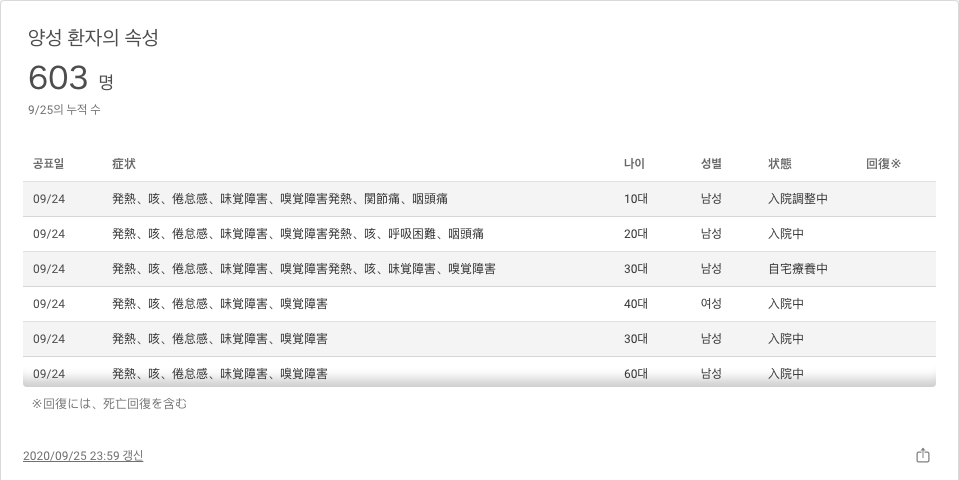 양성 환자의 속성
603 명
9/25의 누적 수
공표일 症状 나이 성별 状態 回復※
09/24 発熱、咳、倦怠感、味覚障害、嗅覚障害発熱、関節痛、咽頭痛 10대 남성 入院調整中
09/24 発熱、咳、倦怠感、味覚障害、嗅覚障害発熱、咳、呼吸困難、咽頭痛 20대 남성 入院中
09/24 発熱、咳、倦怠感、味覚障害、嗅覚障害発熱、咳、味覚障害、嗅覚障害 30대 남성 自宅療養中
09/24 発熱、咳、倦怠感、味覚障害、嗅覚障害 40대 여성 入院中
09/24 発熱、咳、倦怠感、味覚障害、嗅覚障害 30대 남성 入院中
09/24 発熱、咳、倦怠感、味覚障害、嗅覚障害 60대 남성 入院中
※回復には、死亡回復を含む
2020/09/25 23:59 갱신